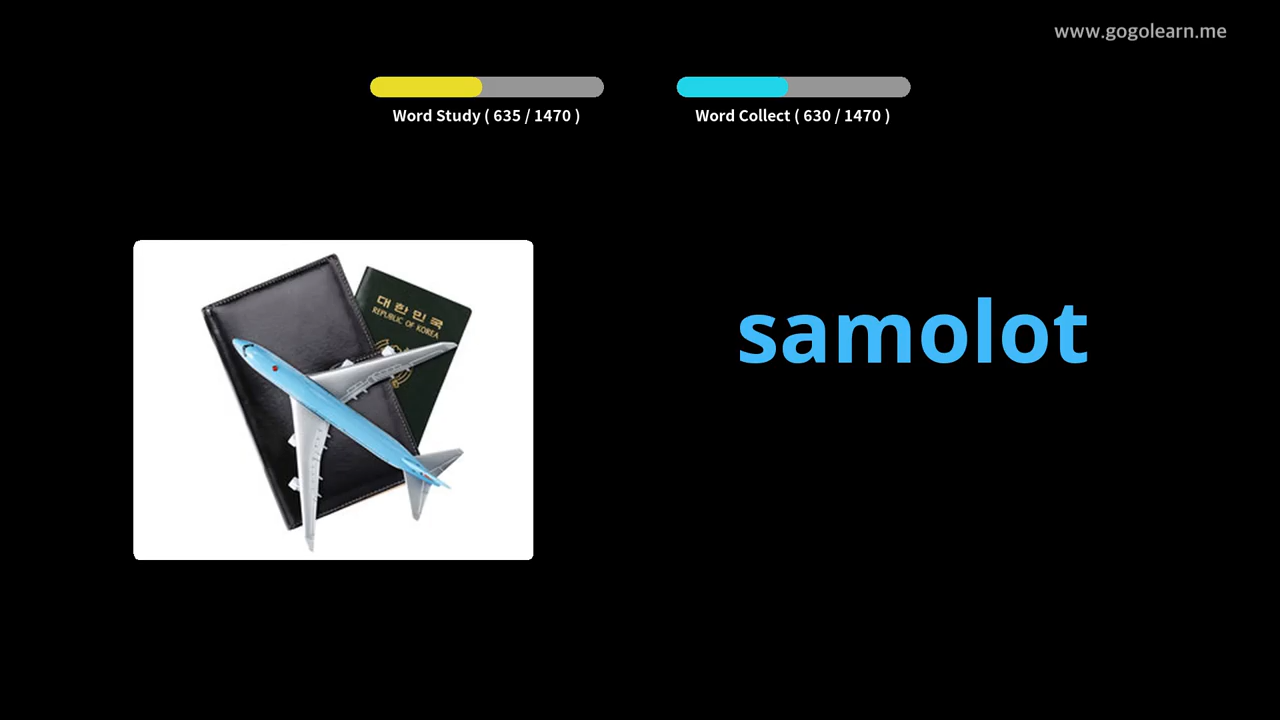 www.gogolearn.me
Word Study ( 635 / 1470 )
Word Collect ( 630 / 1470 )
대한민국
REPUBLIC OF KOREA
samolot